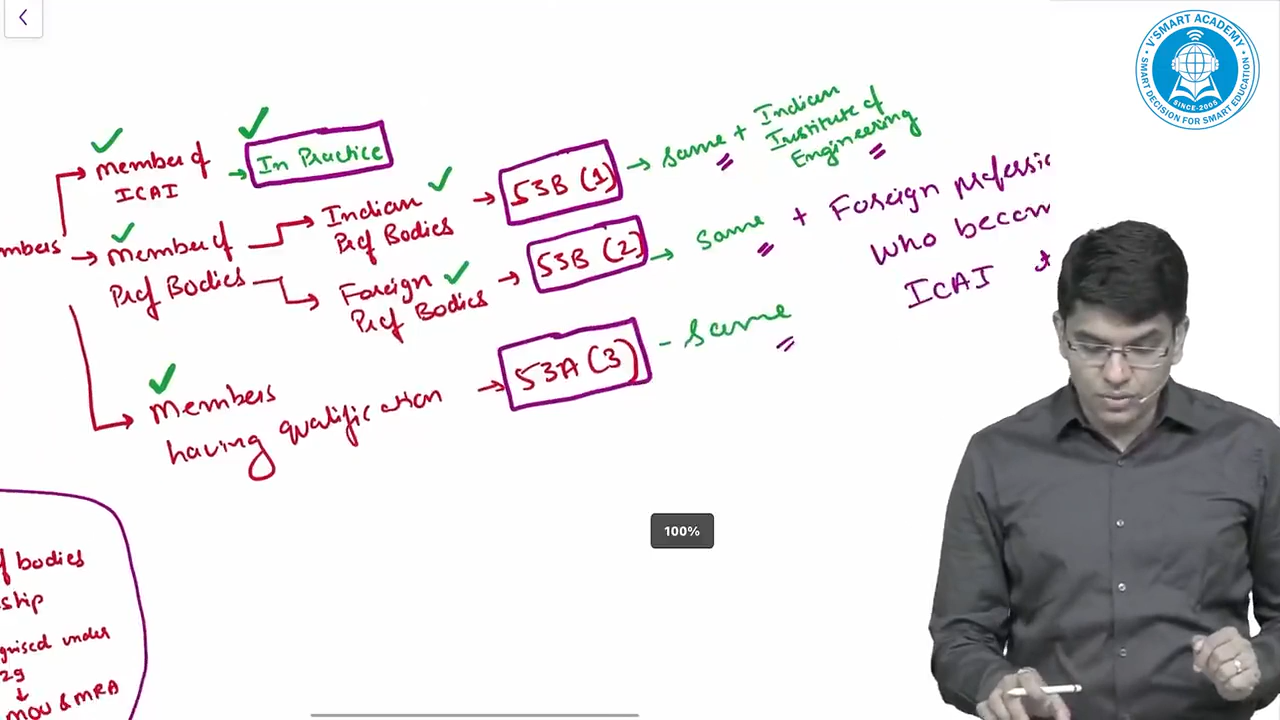 V'SMART ACADEMY
SMART DECISION FOR SMART EDUCATION
SINCE-2005
Member of
ICAI
In Practice
mbers
Member of
Prof Bodies
Indian
Prof Bodies
53B (1)
Same + Indian
Institute of
Engineering
Foreign
Prof Bodies
53B (2)
Same + Foreign professi
who becom
ICAI
Members
having qualification
53A (3)
- Same
100%
f bodies
ship
gnised under
29
MOU & MRA